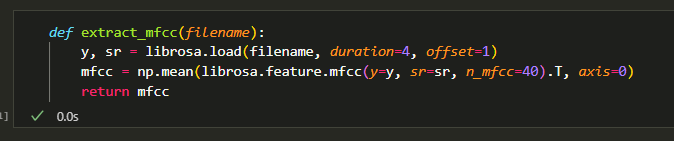 def extract_mfcc(filename):
    y, sr = librosa.load(filename, duration=4, offset=1)
    mfcc = np.mean(librosa.feature.mfcc(y=y, sr=sr, n_mfcc=40).T, axis=0)
    return mfcc
]
0.0s